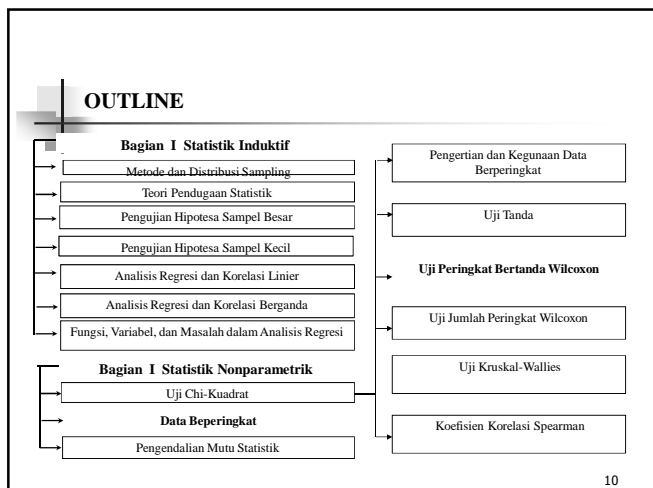 OUTLINE
Bagian I Statistik Induktif
Metode dan Distribusi Sampling
Teori Pendugaan Statistik
Pengujian Hipotesa Sampel Besar
Pengujian Hipotesa Sampel Kecil
Analisis Regresi dan Korelasi Linier
Analisis Regresi dan Korelasi Berganda
Fungsi, Variabel, dan Masalah dalam Analisis Regresi
Bagian I Statistik Nonparametrik
Uji Chi-Kuadrat
Data Beperingkat
Pengendalian Mutu Statistik
Pengertian dan Kegunaan Data
Berperingkat
Uji Tanda
Uji Peringkat Bertanda Wilcoxon
Uji Jumlah Peringkat Wilcoxon
Uji Kruskal-Wallies
Koefisien Korelasi Spearman
10